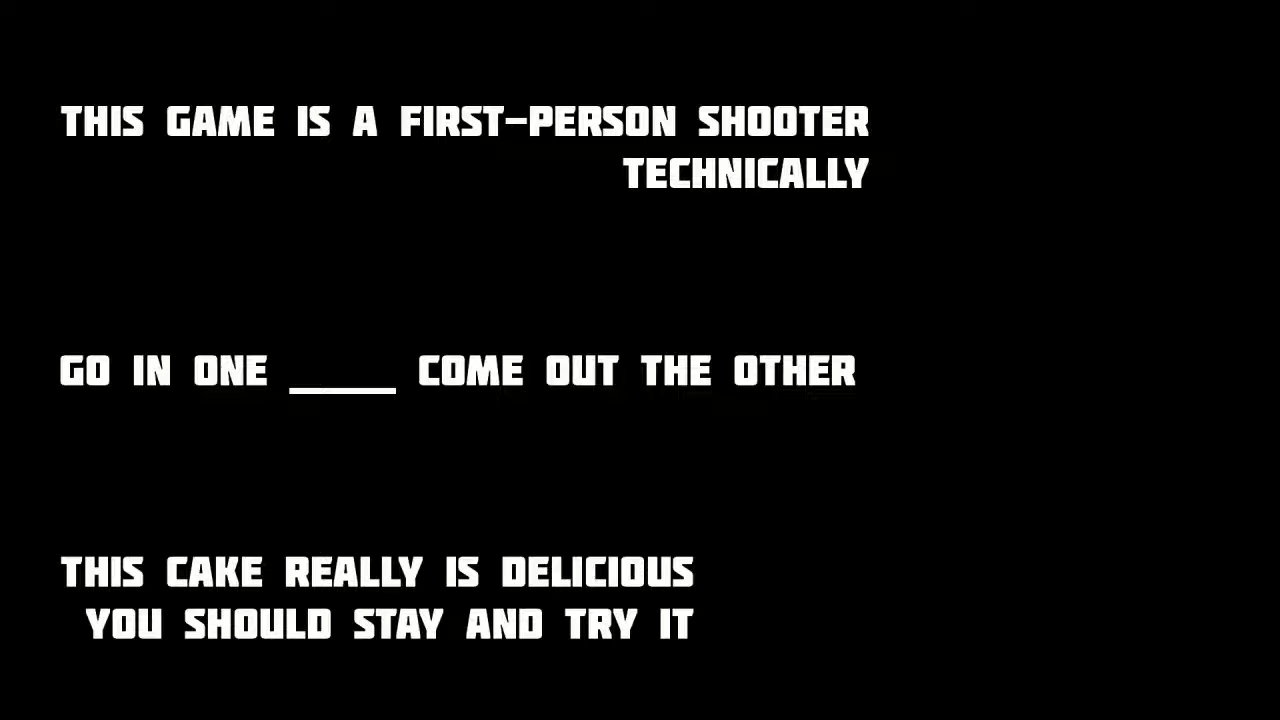 THIS GAME IS A FIRST-PERSON SHOOTER
TECHNICALLY
GO IN ONE _____ COME OUT THE OTHER
THIS CAKE REALLY IS DELICIOUS
YOU SHOULD STAY AND TRY IT